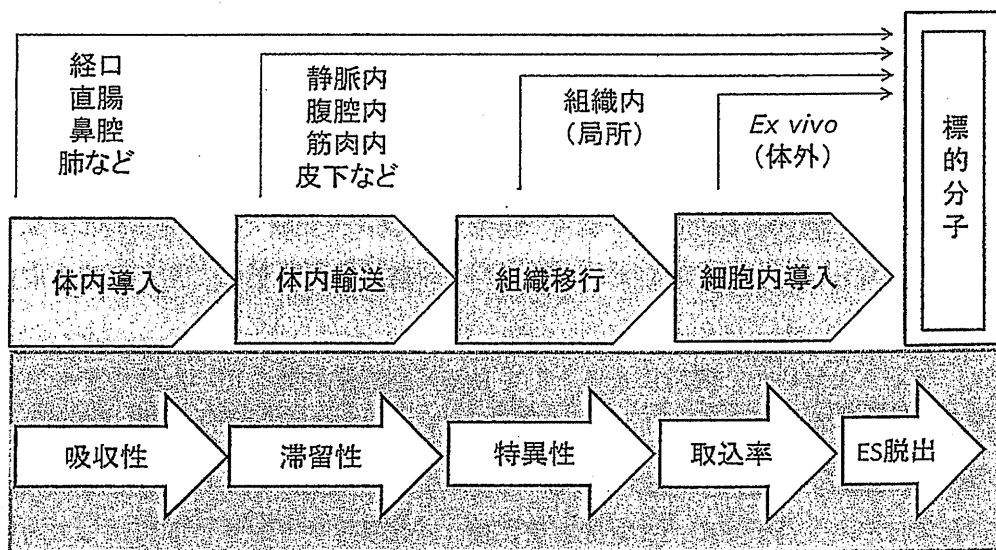 経口
直腸
鼻腔
肺など
静脈内
腹腔内
筋肉内
皮下など
組織内
(局所)
Ex vivo
(体外)
標的分子
体内導入
体内輸送
組織移行
細胞内導入
吸収性
滞留性
特異性
取込率
ES脱出